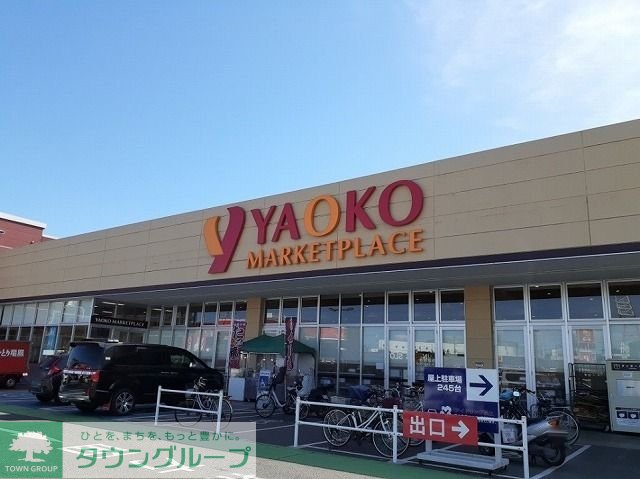 YAOKO
MARKETPLACE
YAOKO MARKETPLACE
屋上駐車場
245台
出口
ひとを、まちを、もっと豊かに。
タウングループ
TOWN GROUP